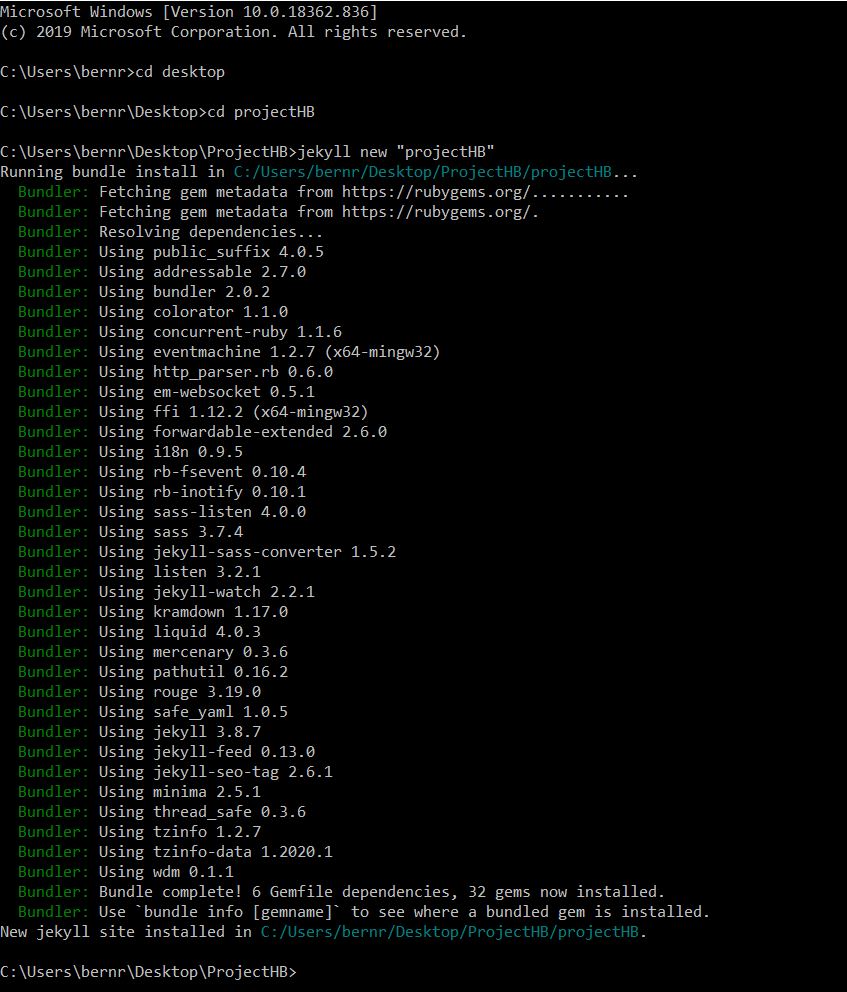 Microsoft Windows [Version 10.0.18362.836]
(c) 2019 Microsoft Corporation. All rights reserved.
C:\Users\bernr>cd desktop
C:\Users\bernr\Desktop>cd projectHB
C:\Users\bernr\Desktop\ProjectHB>jekyll new "projectHB"
Running bundle install in C:/Users/bernr/Desktop/ProjectHB/projectHB...
Bundler: Fetching gem metadata from https://rubygems.org/...........
Bundler: Fetching gem metadata from https://rubygems.org/.
Bundler: Resolving dependencies...
Bundler: Using public_suffix 4.0.5
Bundler: Using addressable 2.7.0
Bundler: Using bundler 2.0.2
Bundler: Using colorator 1.1.0
Bundler: Using concurrent-ruby 1.1.6
Bundler: Using eventmachine 1.2.7 (x64-mingw32)
Bundler: Using http_parser.rb 0.6.0
Bundler: Using em-websocket 0.5.1
Bundler: Using ffi 1.12.2 (x64-mingw32)
Bundler: Using forwardable-extended 2.6.0
Bundler: Using i18n 0.9.5
Bundler: Using rb-fsevent 0.10.4
Bundler: Using rb-inotify 0.10.1
Bundler: Using sass-listen 4.0.0
Bundler: Using sass 3.7.4
Bundler: Using jekyll-sass-converter 1.5.2
Bundler: Using listen 3.2.1
Bundler: Using jekyll-watch 2.2.1
Bundler: Using kramdown 1.17.0
Bundler: Using liquid 4.0.3
Bundler: Using mercenary 0.3.6
Bundler: Using pathutil 0.16.2
Bundler: Using rouge 3.19.0
Bundler: Using safe_yaml 1.0.5
Bundler: Using jekyll 3.8.7
Bundler: Using jekyll-feed 0.13.0
Bundler: Using jekyll-seo-tag 2.6.1
Bundler: Using minima 2.5.1
Bundler: Using thread_safe 0.3.6
Bundler: Using tzinfo 1.2.7
Bundler: Using tzinfo-data 1.2020.1
Bundler: Using wdm 0.1.1
Bundler: Bundle complete! 6 Gemfile dependencies, 32 gems now installed.
Bundler: Use `bundle info [gemname]` to see where a bundled gem is installed.
New jekyll site installed in C:/Users/bernr/Desktop/ProjectHB/projectHB.
C:\Users\bernr\Desktop\ProjectHB>